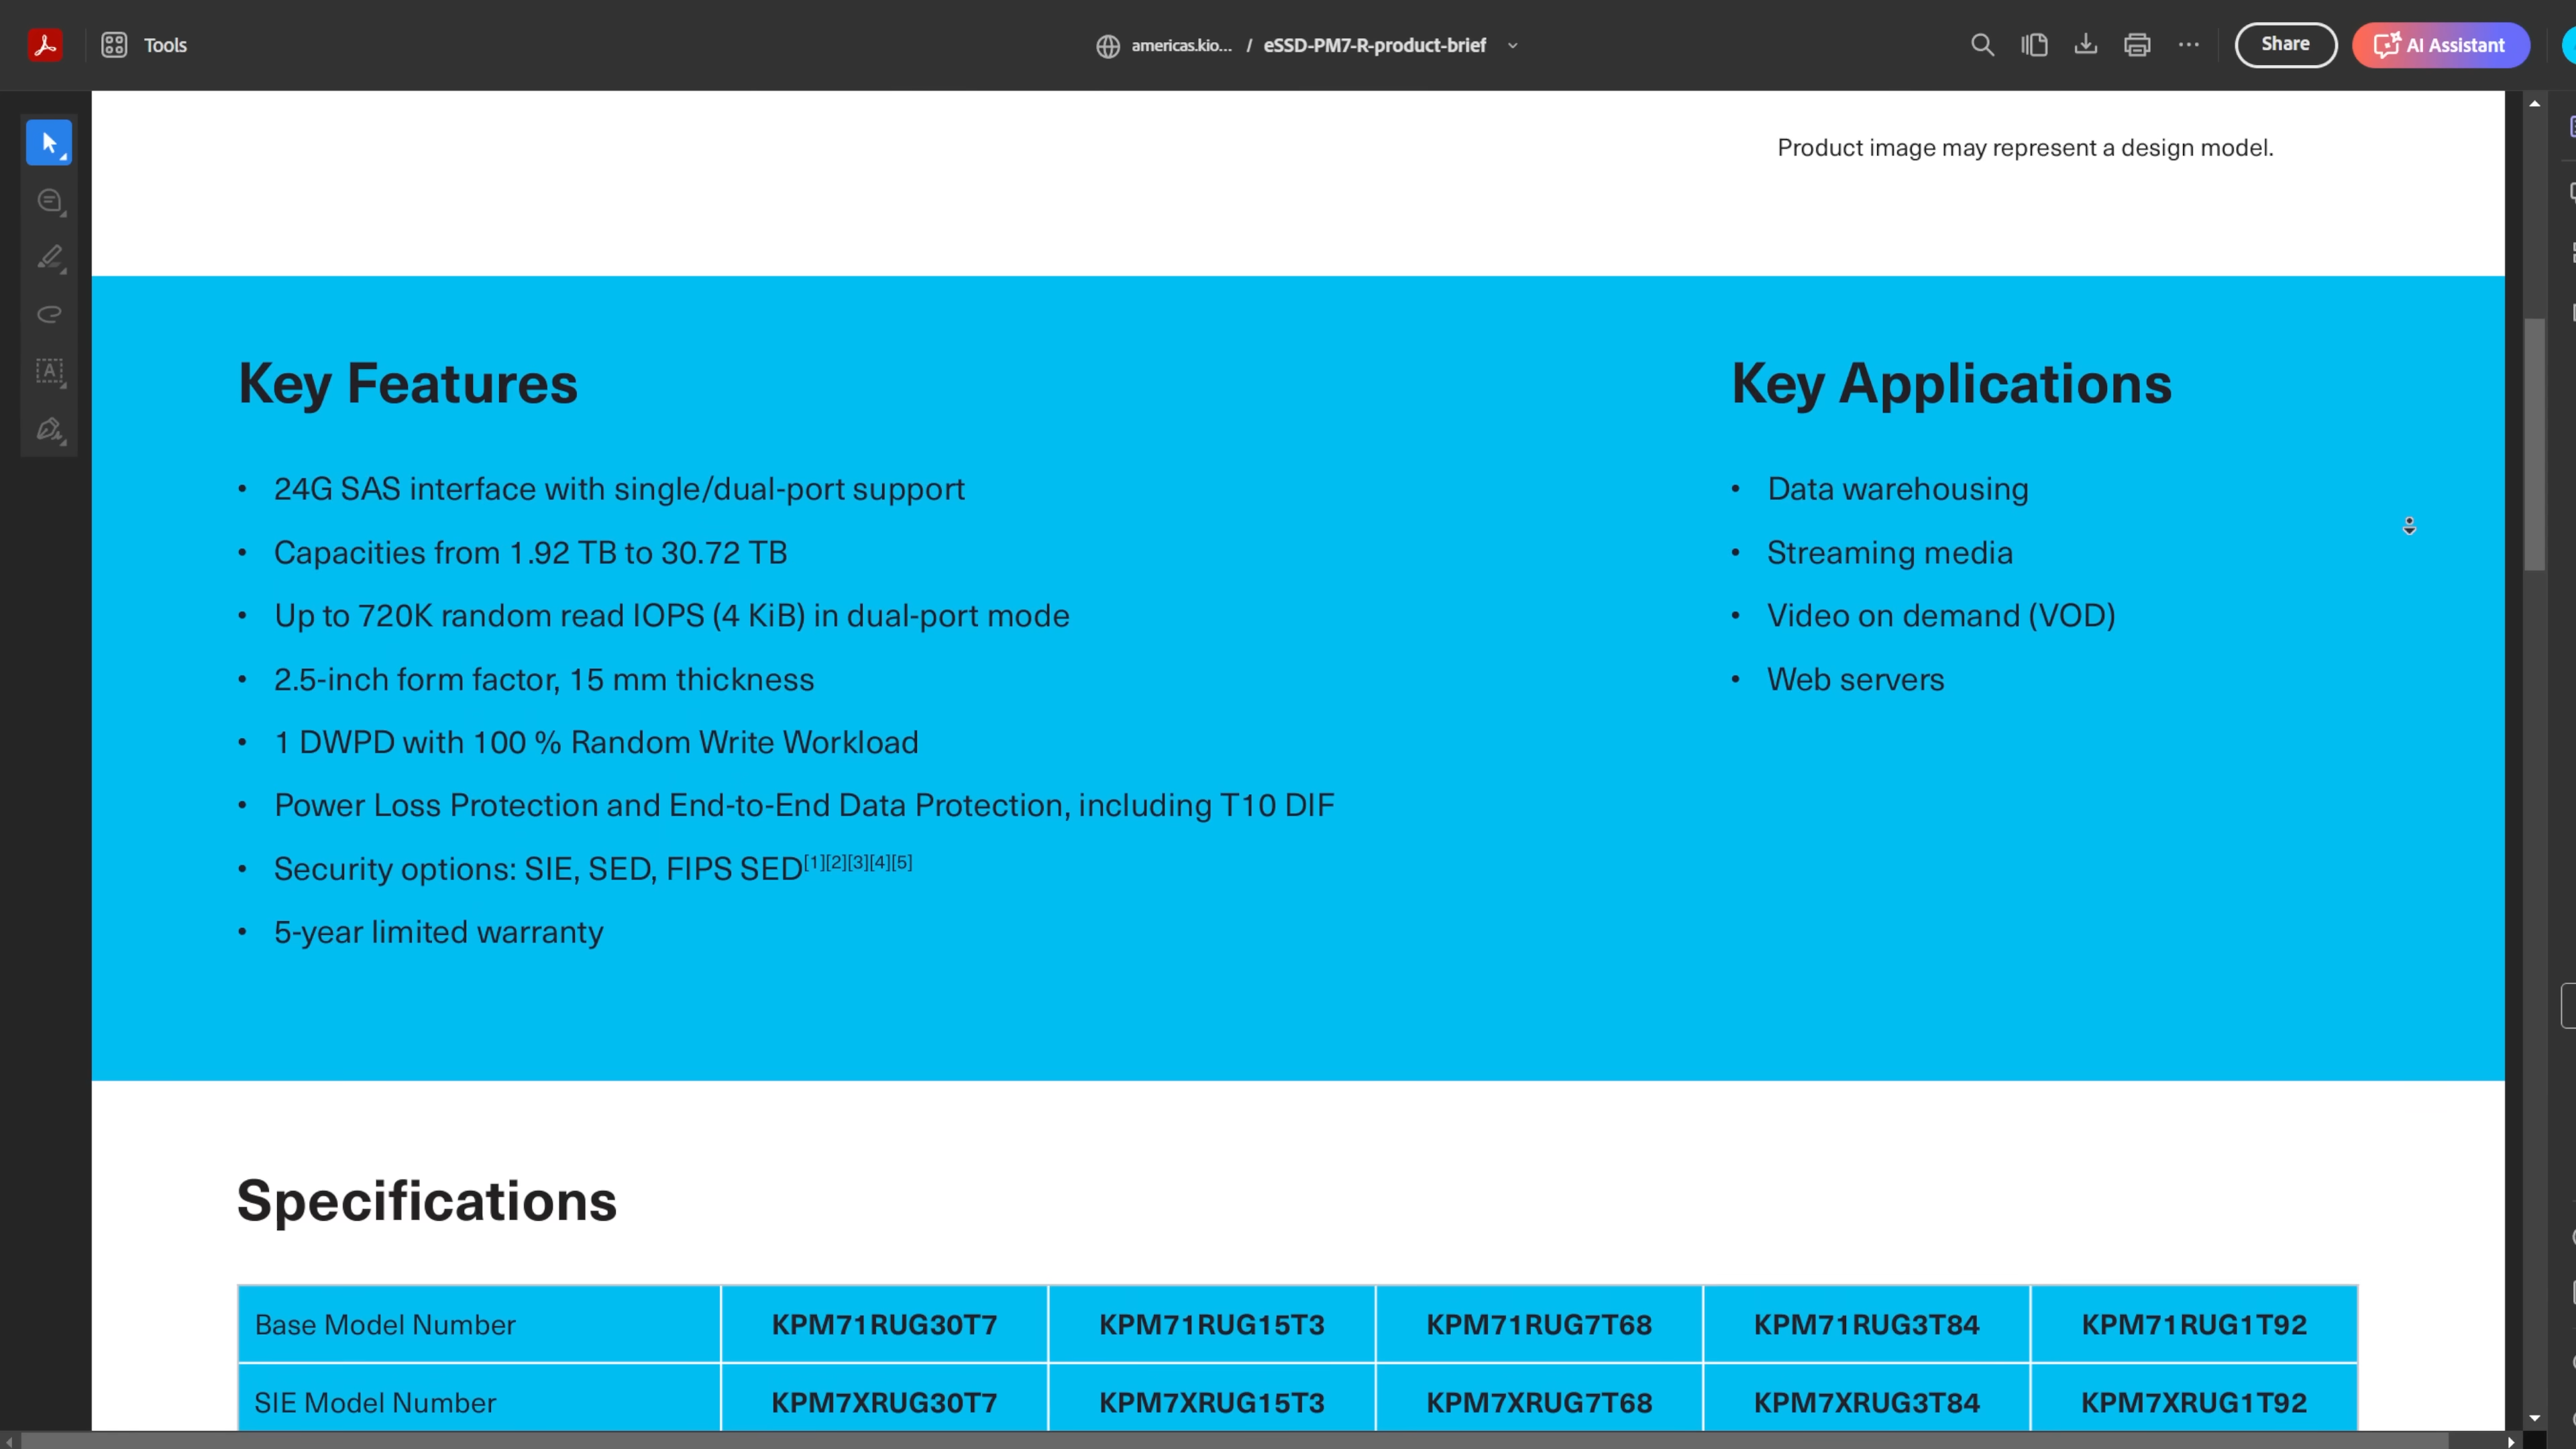 Tools
americas.kio... / eSSD-PM7-R-product-brief
Share
AI Assistant
Product image may represent a design model.
Key Features
• 24G SAS interface with single/dual-port support
• Capacities from 1.92 TB to 30.72 TB
• Up to 720K random read IOPS (4 KiB) in dual-port mode
• 2.5-inch form factor, 15 mm thickness
• 1 DWPD with 100 % Random Write Workload
• Power Loss Protection and End-to-End Data Protection, including T10 DIF
• Security options: SIE, SED, FIPS SED[1][2][3][4][5]
• 5-year limited warranty
Key Applications
• Data warehousing
• Streaming media
• Video on demand (VOD)
• Web servers
Specifications
Base Model Number KPM71RUG30T7 KPM71RUG15T3 KPM71RUG7T68 KPM71RUG3T84 KPM71RUG1T92
SIE Model Number KPM7XRUG30T7 KPM7XRUG15T3 KPM7XRUG7T68 KPM7XRUG3T84 KPM7XRUG1T92